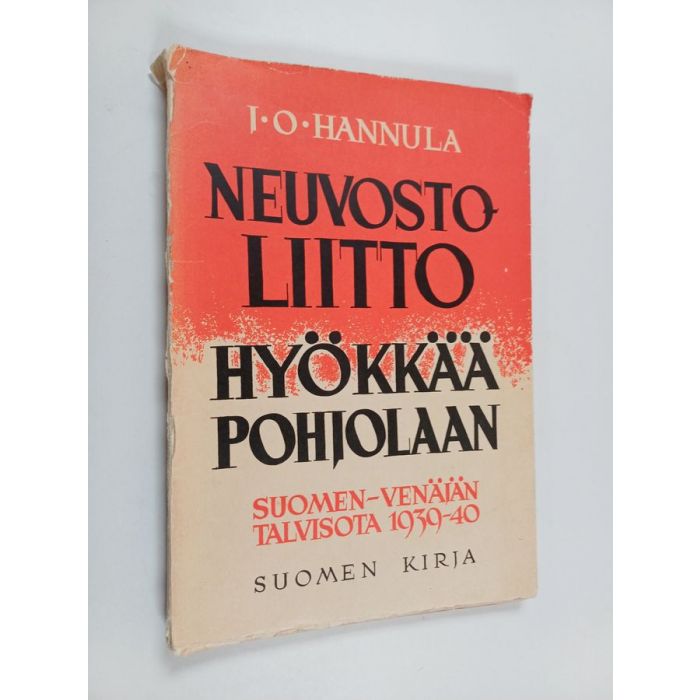 J·O·HANNULA
NEUVOSTO-
LIITTO
HYÖKKÄÄ
POHJOLAAN
SUOMEN-VENÄJÄN
TALVISOTA 1939-40
SUOMEN KIRJA